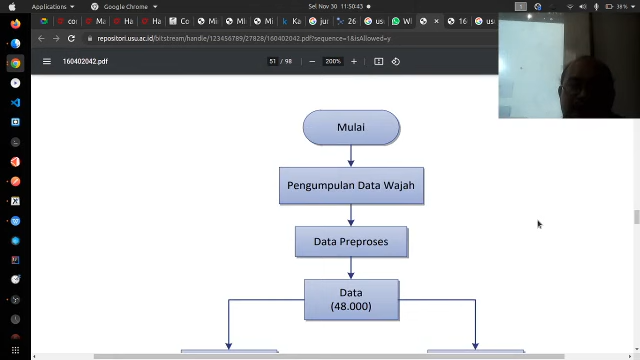 Applications
Google Chrome
Sel Nov 30 11:50:43
38%
repositori.usu.ac.id/bitstream/handle/123456789/27828/160402042.pdf?sequence=1&isAllowed=y
160402042.pdf
51 / 98
200%
Mulai
Pengumpulan Data Wajah
Data Preproses
Data
(48.000)